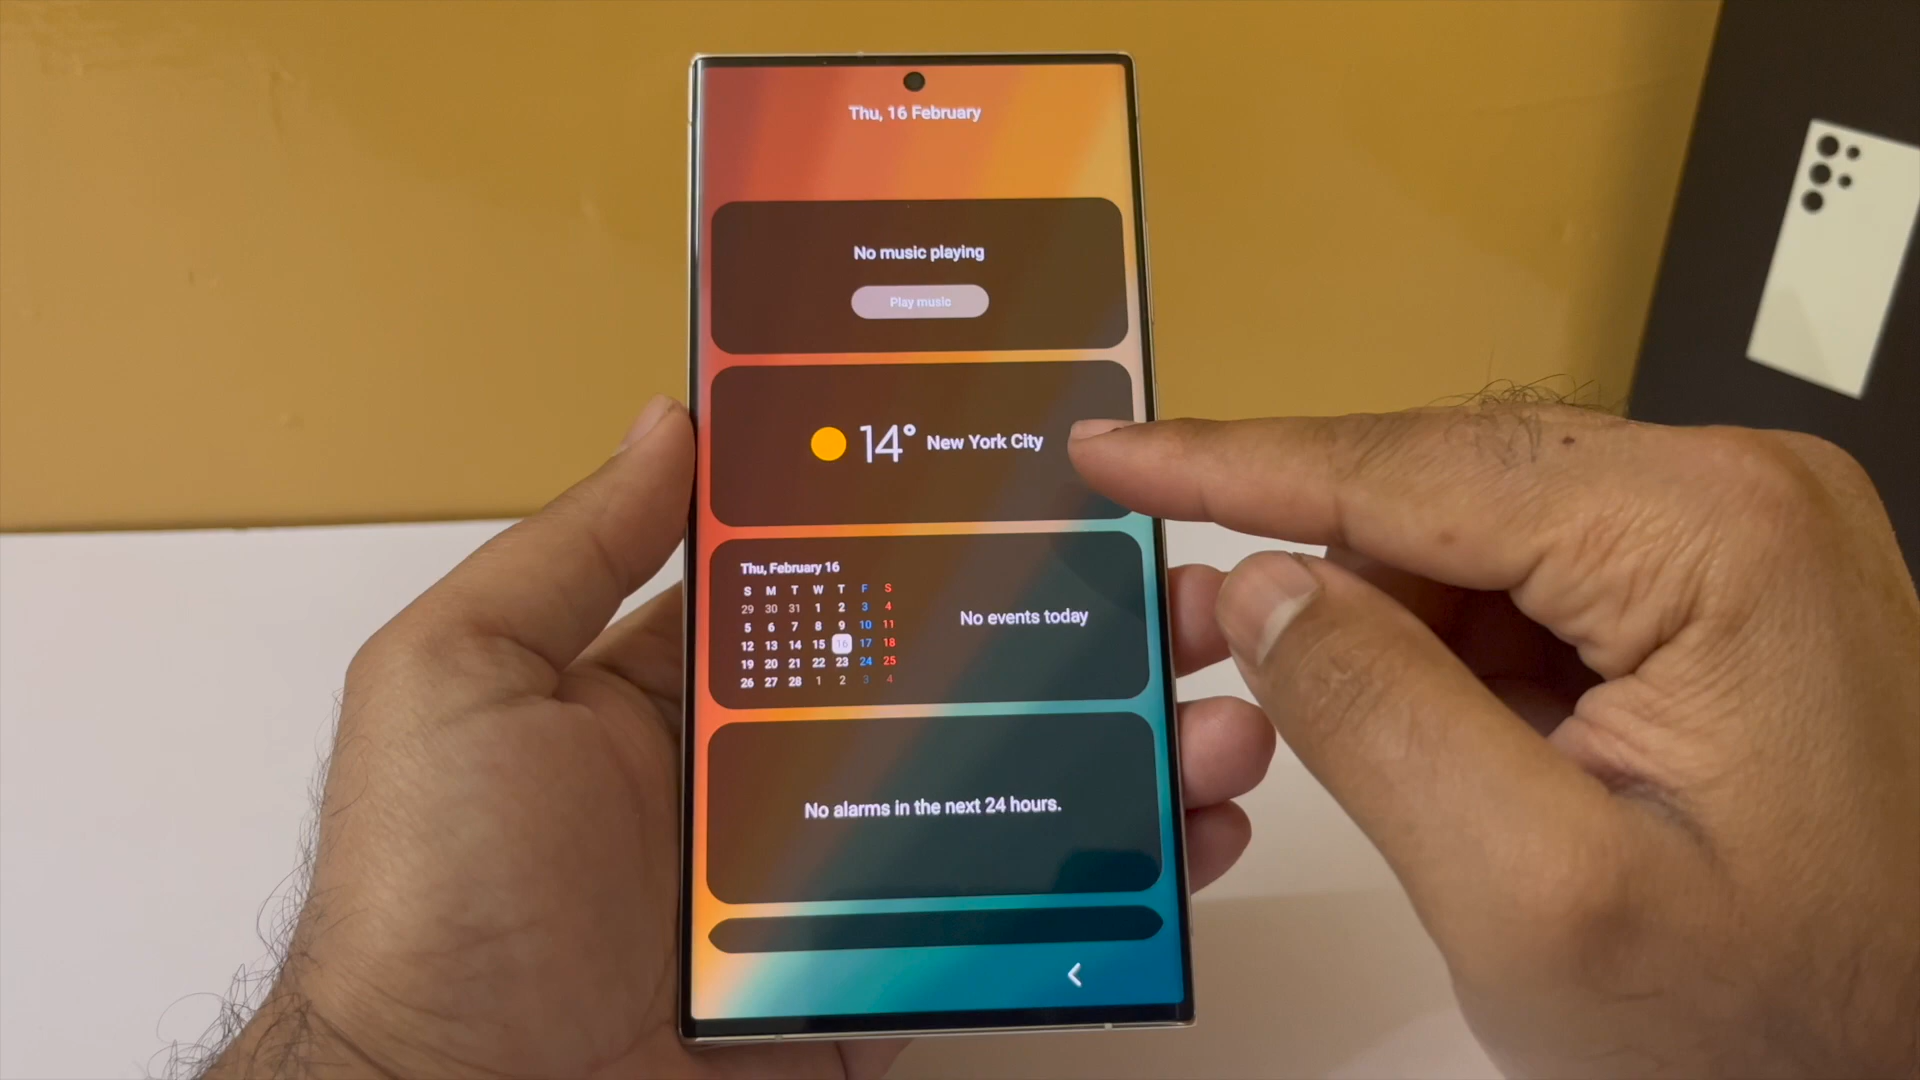 Thu, 16 February
No music playing
Play music
14° New York City
Thu, February 16
S M T W T F S
29 30 31 1 2 3 4
5 6 7 8 9 10 11
12 13 14 15 16 17 18
19 20 21 22 23 24 25
26 27 28 1 2 3 4
No events today
No alarms in the next 24 hours.